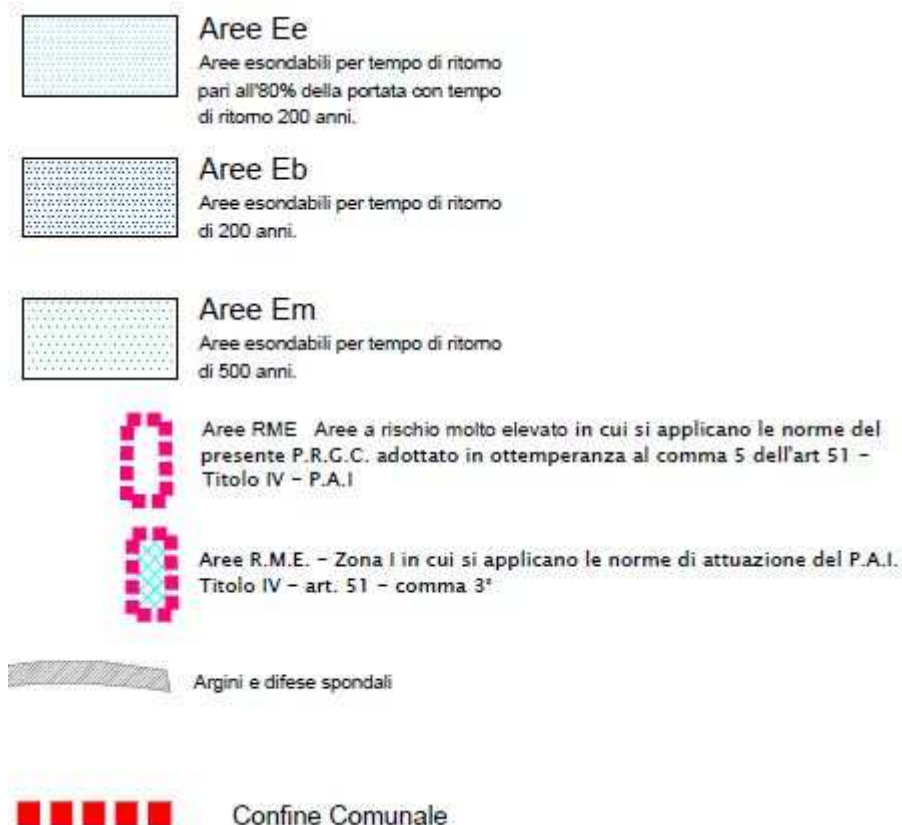 Aree Ee
Aree esondabili per tempo di ritorno
pari all'80% della portata con tempo
di ritorno 200 anni.
Aree Eb
Aree esondabili per tempo di ritorno
di 200 anni.
Aree Em
Aree esondabili per tempo di ritorno
di 500 anni.
Aree RME Aree a rischio molto elevato in cui si applicano le norme del
presente P.R.G.C. adottato in ottemperanza al comma 5 dell'art 51 -
Titolo IV - P.A.I
Aree R.M.E. - Zona I in cui si applicano le norme di attuazione del P.A.I.
Titolo IV - art. 51 - comma 3°
Argini e difese spondali
Confine Comunale